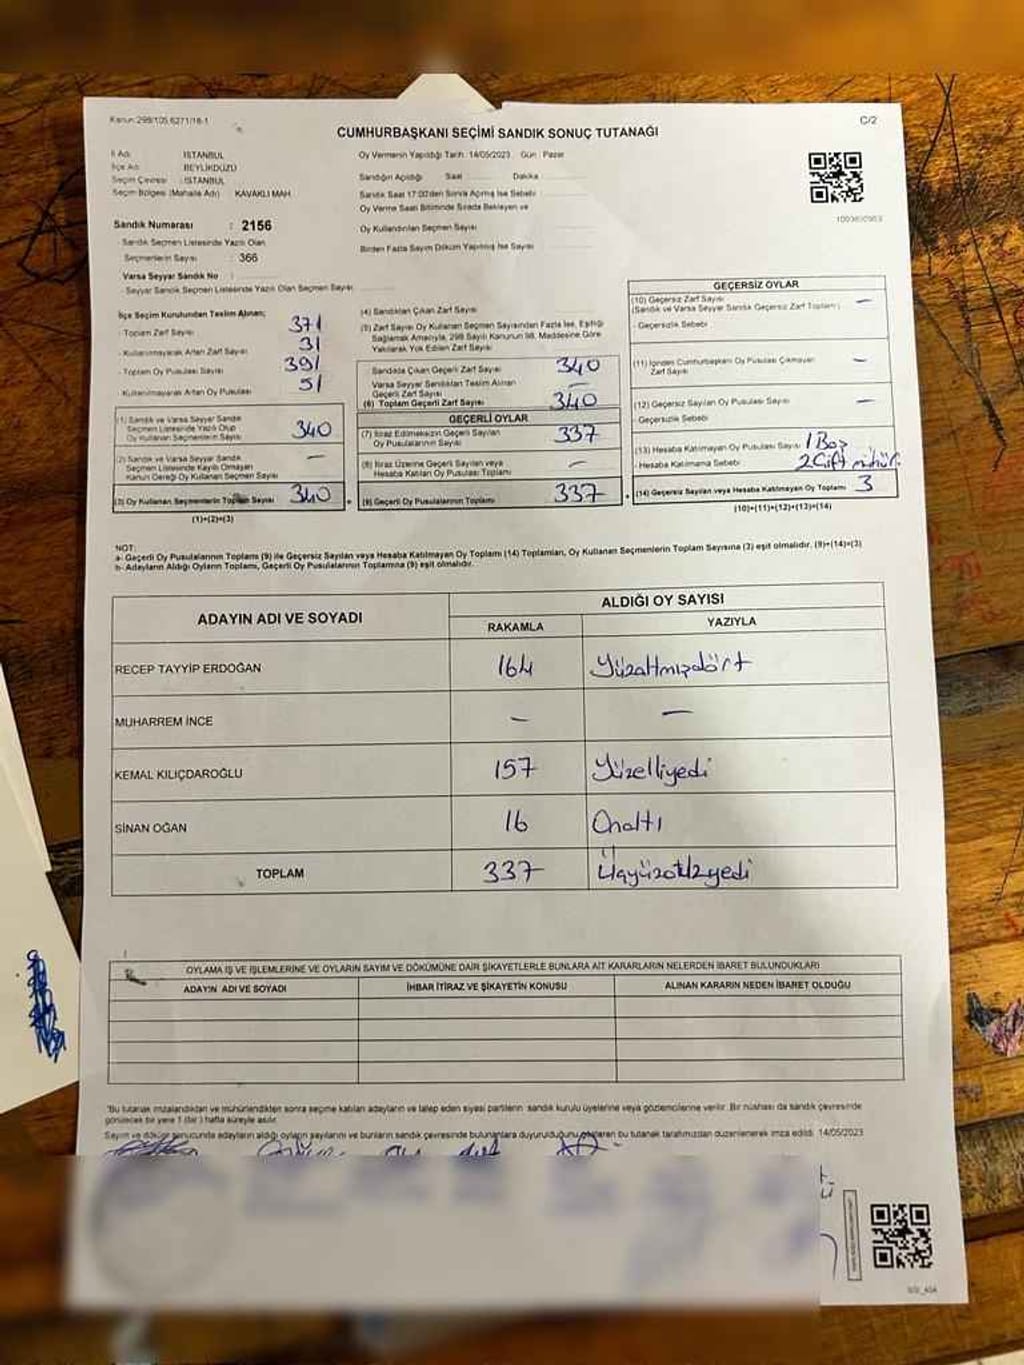 Kanun:298/105,6271/18-1
C/2
CUMHURBAŞKANI SEÇİMİ SANDIK SONUÇ TUTANAĞI
İl Adı : İSTANBUL
İlçe Adı : BEYLİKDÜZÜ
Seçim Çevresi : İSTANBUL
Seçim Bölgesi (Mahalle Adı) KAVAKLI MAH
Sandık Numarası : 2156
- Sandık Seçmen Listesinde Yazılı Olan
Seçmenlerin Sayısı : 366
Varsa Seyyar Sandık No :
- Seyyar Sandık Seçmen Listesinde Yazılı Olan Seçmen Sayısı
Oy Vermenin Yapıldığı Tarih : 14/05/2023 Gün : Pazar
Sandığın Açıldığı Saat Dakika
Sandık Saat 17:00'den Sonra Açılmış İse Sebebi
Oy Verme Saati Bitiminde Sırada Bekleyen ve
Oy Kullandırılan Seçmen Sayısı
Birden Fazla Sayım Döküm Yapılmış İse Sayısı
İlçe Seçim Kurulundan Teslim Alınan;
- Toplam Zarf Sayısı 371
- Kullanılmayarak Artan Zarf Sayısı 31
- Toplam Oy Pusulası Sayısı 391
- Kullanılmayarak Artan Oy Pusulası 51
(1) Sandık ve Varsa Seyyar Sandık
Seçmen Listesinde Yazılı Olup
Oy Kullanan Seçmenlerin Sayısı 340
(2) Sandık ve Varsa Seyyar Sandık
Seçmen Listesinde Kayıtlı Olmayan
Kanun Gereği Oy Kullanan Seçmen Sayısı –
(3) Oy Kullanan Seçmenlerin Toplam Sayısı 340
(1)+(2)=(3)
(4) Sandıktan Çıkan Zarf Sayısı
(5) Zarf Sayısı Oy Kullanan Seçmen Sayısından Fazla İse, Eşitliği
Sağlamak Amacıyla, 298 Sayılı Kanunun 98. Maddesine Göre
Yakılarak Yok Edilen Zarf Sayısı
Sandıkta Çıkan Geçerli Zarf Sayısı 340
Varsa Seyyar Sandıktan Teslim Alınan
Geçerli Zarf Sayısı –
(6) Toplam Geçerli Zarf Sayısı 340
GEÇERLİ OYLAR
(7) İtiraz Edilmeksizin Geçerli Sayılan
Oy Pusulalarının Sayısı 337
(8) İtiraz Üzerine Geçerli Sayılan veya
Hesaba Katılan Oy Pusulası Toplamı –
(9) Geçerli Oy Pusulalarının Toplamı 337
GEÇERSİZ OYLAR
(10) Geçersiz Zarf Sayısı –
(Sandık ve Varsa Seyyar Sandık Geçersiz Zarf Toplamı)
- Geçersizlik Sebebi
(11) İçinden Cumhurbaşkanı Oy Pusulası Çıkmayan –
Zarf Sayısı
(12) Geçersiz Sayılan Oy Pusulası Sayısı –
- Geçersizlik Sebebi
(13) Hesaba Katılmayan Oy Pusulası Sayısı 1 Boş
- Hesaba Katılmama Sebebi 2 Çift mühür
(14) Geçersiz Sayılan veya Hesaba Katılmayan Oy Toplamı 3
(10)+(11)+(12)+(13)=(14)
NOT:
a- Geçerli Oy Pusulalarının Toplamı (9) ile Geçersiz Sayılan veya Hesaba Katılmayan Oy Toplamı (14) Toplamları, Oy Kullanan Seçmenlerin Toplam Sayısına (3) eşit olmalıdır. (9)+(14)=(3)
b- Adayların Aldığı Oyların Toplamı, Geçerli Oy Pusulalarının Toplamına (9) eşit olmalıdır.
ADAYIN ADI VE SOYADI
ALDIĞI OY SAYISI
RAKAMLA YAZIYLA
RECEP TAYYİP ERDOĞAN 164 Yüzaltmışdört
MUHARREM İNCE – –
KEMAL KILIÇDAROĞLU 157 Yüzelliyedi
SİNAN OĞAN 16 Onaltı
TOPLAM 337 Üçyüzotuzyedi
OYLAMA İŞ VE İŞLEMLERİNE VE OYLARIN SAYIM VE DÖKÜMÜNE DAİR ŞİKAYETLERLE BUNLARA AİT KARARLARIN NELERDEN İBARET BULUNDUKLARI
ADAYIN ADI VE SOYADI İHBAR İTİRAZ VE ŞİKAYETİN KONUSU ALINAN KARARIN NEDEN İBARET OLDUĞU
*Bu tutanak imzalandıktan ve mühürlendikten sonra seçime katılan adayların ve talep eden siyasi partilerin sandık kurulu üyelerine veya gözlemcilerine verilir. Bir nüshası da sandık çevresinde
görülecek bir yere 1 (bir) hafta süreyle asılır.
Sayım ve döküm sonucunda adayların aldığı oyların sayılarını ve bunların sandık çevresinde bulunanlara duyurulduğunu gösteren bu tutanak tarafımızdan düzenlenerek imza edildi. 14/05/2023